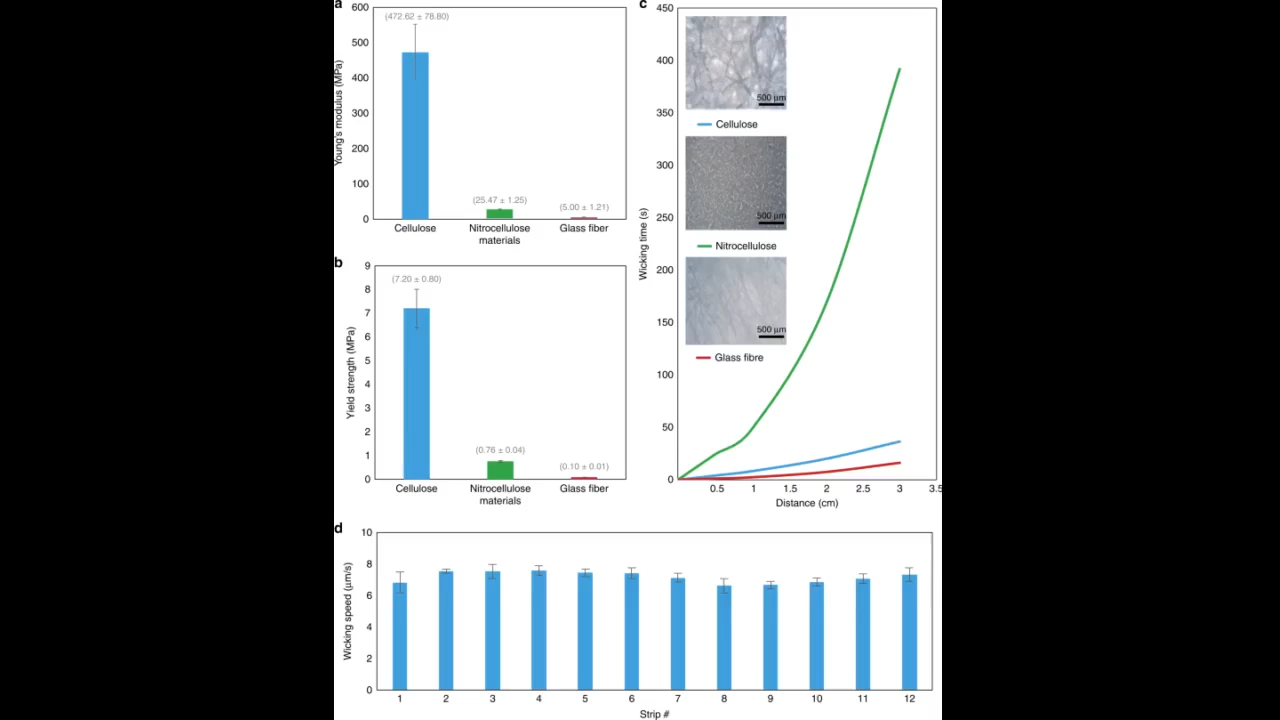 a
600
500
400
300
200
100
0
Young's modulus (MPa)
(472.62 ± 78.80)
(25.47 ± 1.25)
(5.00 ± 1.21)
Cellulose
Nitrocellulose
materials
Glass fiber
b
9
8
7
6
5
4
3
2
1
0
Yield strength (MPa)
(7.20 ± 0.80)
(0.76 ± 0.04)
(0.10 ± 0.01)
Cellulose
Nitrocellulose
materials
Glass fiber
c
450
400
350
300
250
200
150
100
50
0
Wicking time (s)
500 µm
Cellulose
500 µm
Nitrocellulose
500 µm
Glass fibre
0.5 1 1.5 2 2.5 3 3.5
Distance (cm)
d
10
8
6
4
2
0
Wicking speed (µm/s)
1 2 3 4 5 6 7 8 9 10 11 12
Strip #